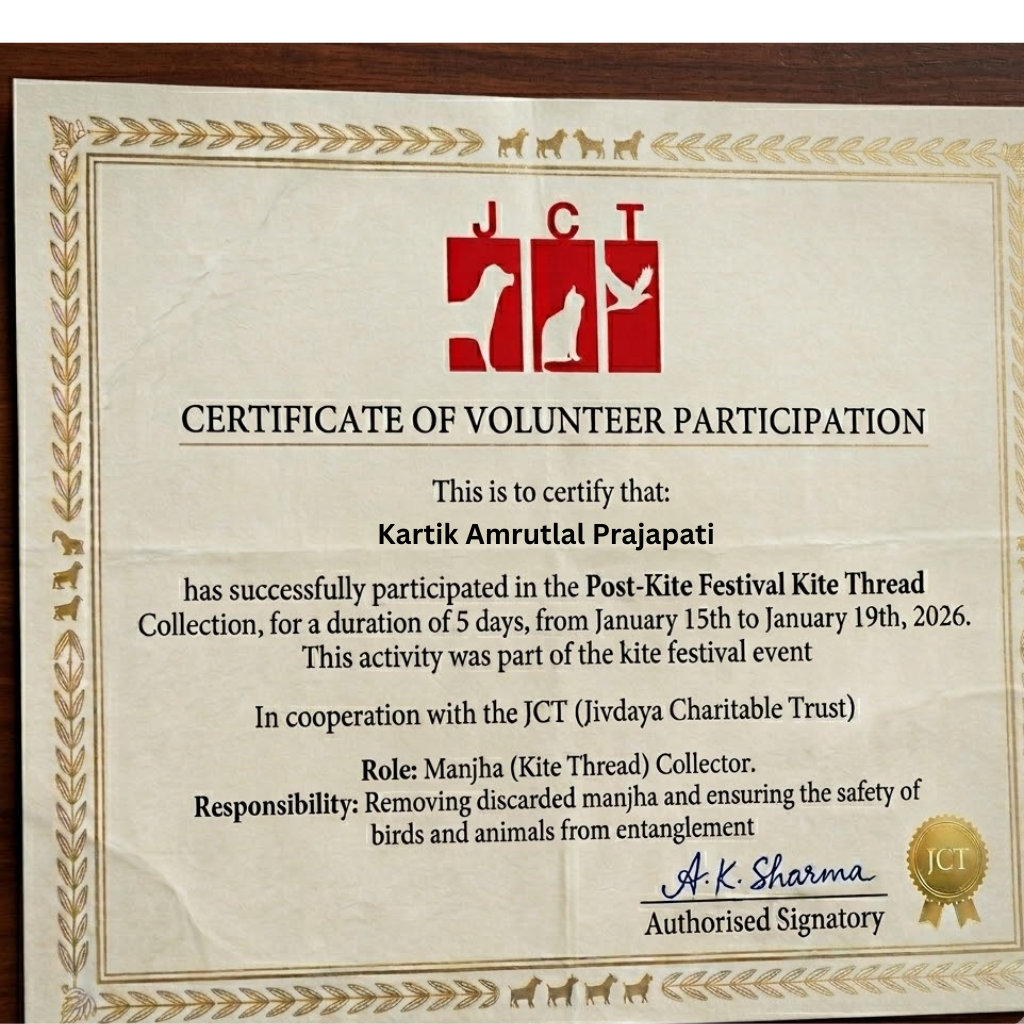 J C T
CERTIFICATE OF VOLUNTEER PARTICIPATION
This is to certify that:
Kartik Amrutlal Prajapati
has successfully participated in the Post-Kite Festival Kite Thread
Collection, for a duration of 5 days, from January 15th to January 19th, 2026.
This activity was part of the kite festival event
In cooperation with the JCT (Jivdaya Charitable Trust)
Role: Manjha (Kite Thread) Collector.
Responsibility: Removing discarded manjha and ensuring the safety of
birds and animals from entanglement
A.K. Sharma
JCT
Authorised Signatory